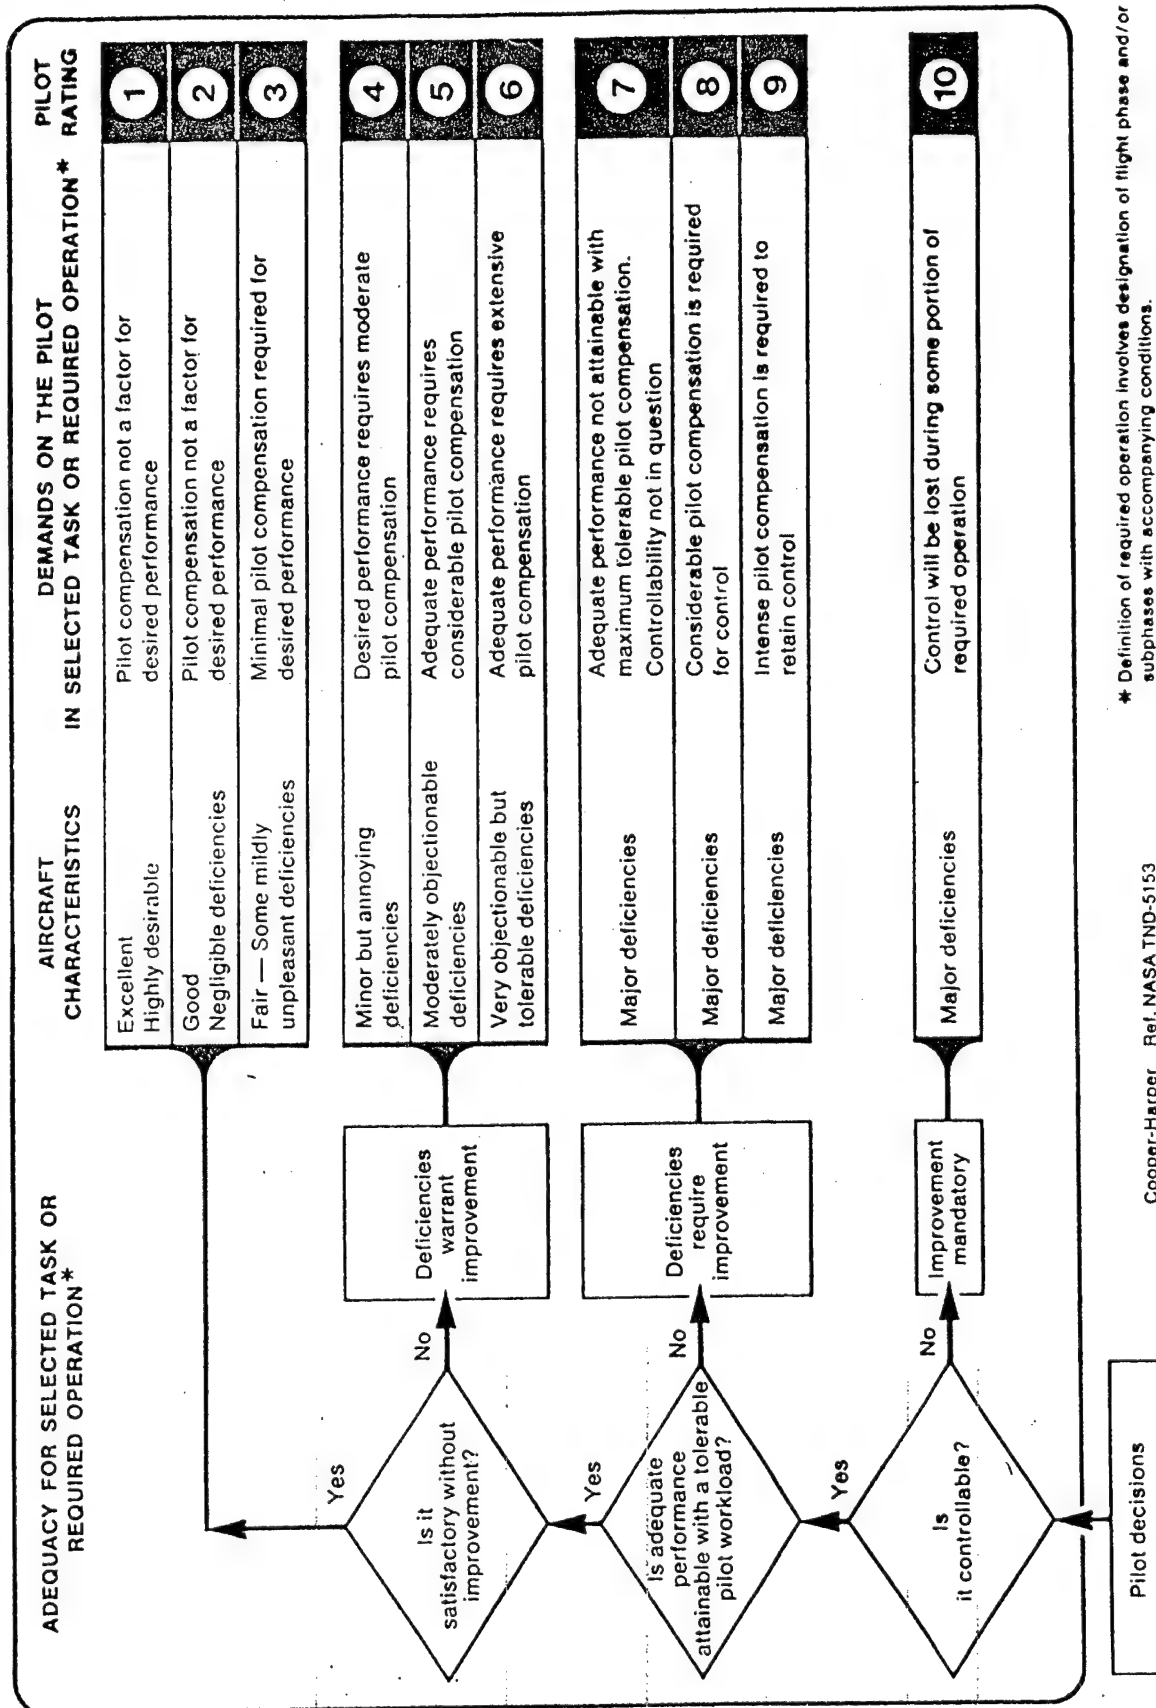 ADEQUACY FOR SELECTED TASK OR
REQUIRED OPERATION*
AIRCRAFT
CHARACTERISTICS
DEMANDS ON THE PILOT
IN SELECTED TASK OR REQUIRED OPERATION*
PILOT
RATING
Excellent
Highly desirable
Pilot compensation not a factor for
desired performance
1
Good
Negligible deficiencies
Pilot compensation not a factor for
desired performance
2
Fair — Some mildly
unpleasant deficiencies
Minimal pilot compensation required for
desired performance
3
Yes
Is it
satisfactory without
improvement?
No
Deficiencies
warrant
improvement
Minor but annoying
deficiencies
Desired performance requires moderate
pilot compensation
4
Moderately objectionable
deficiencies
Adequate performance requires
considerable pilot compensation
5
Very objectionable but
tolerable deficiencies
Adequate performance requires extensive
pilot compensation
6
Yes
Is adequate
performance
attainable with a tolerable
pilot workload?
No
Deficiencies
require
improvement
Major deficiencies
Adequate performance not attainable with
maximum tolerable pilot compensation.
Controllability not in question
7
Major deficiencies
Considerable pilot compensation is required
for control
8
Major deficiencies
Intense pilot compensation is required to
retain control
9
Yes
Is
it controllable?
No
Improvement
mandatory
Major deficiencies
Control will be lost during some portion of
required operation
10
Pilot decisions
Cooper-Harper Ref. NASA TND-5153
* Definition of required operation involves designation of flight phase and/or
subphases with accompanying conditions.